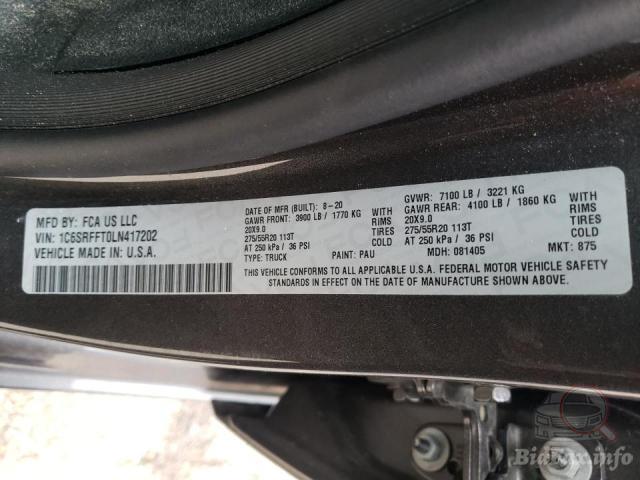 MFD BY: FCA US LLC
VIN: 1C6SRFFT0LN417202
VEHICLE MADE IN: U.S.A.
DATE OF MFR (BUILT): 8-20 GVWR: 7100 LB / 3221 KG
GAWR FRONT: 3900 LB / 1770 KG WITH GAWR REAR: 4100 LB / 1860 KG WITH
20X9.0 RIMS 20X9.0 RIMS
275/55R20 113T TIRES 275/55R20 113T TIRES
AT 250 kPa / 36 PSI COLD AT 250 kPa / 36 PSI COLD
TYPE: TRUCK PAINT: PAU MDH: 081405 MKT: 875
THIS VEHICLE CONFORMS TO ALL APPLICABLE U.S.A. FEDERAL MOTOR VEHICLE SAFETY
STANDARDS IN EFFECT ON THE DATE OF MANUFACTURE SHOWN ABOVE.
BidFax.info